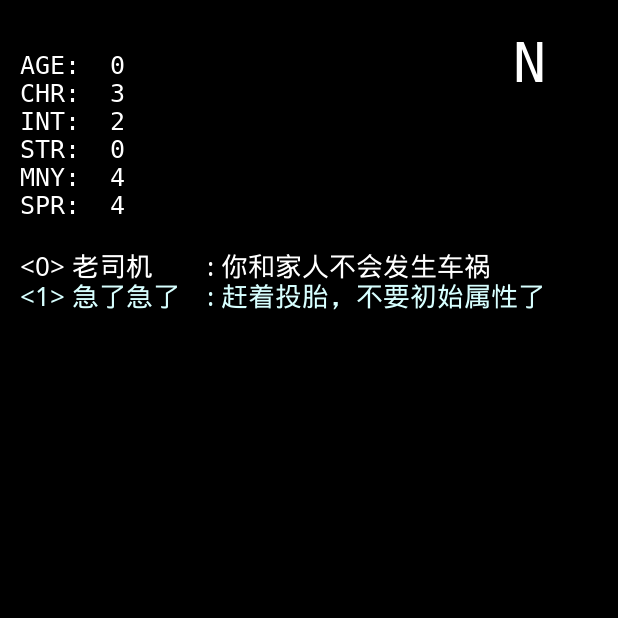 N
AGE: 0
CHR: 3
INT: 2
STR: 0
MNY: 4
SPR: 4
<0> 老司机 : 你和家人不会发生车祸
<1> 急了急了 : 赶着投胎，不要初始属性了